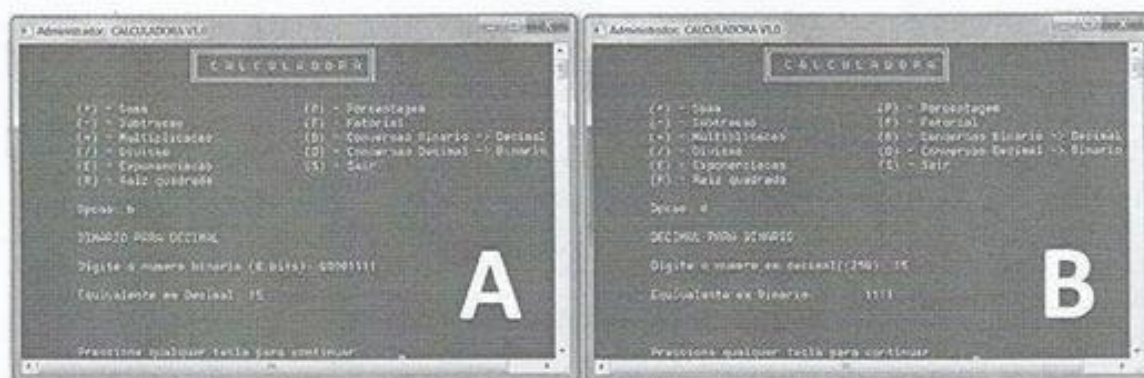 Administrador: CALCULADORA V1.0
CALCULADORA
(+) - Soma
(-) - Subtracao
(*) - Multiplicacao
(/) - Divisao
(E) - Exponenciacao
(R) - Raiz quadrada
(P) - Porcentagem
(F) - Fatorial
(B) - Conversao Binario -> Decimal
(D) - Conversao Decimal -> Binario
(S) - Sair
Opcao: b
BINARIO PARA DECIMAL
Digite o numero binario (8 bits): 00001111
Equivalente em Decimal: 15
Pressione qualquer tecla para continuar
A
Administrador: CALCULADORA V1.0
CALCULADORA
(+) - Soma
(-) - Subtracao
(*) - Multiplicacao
(/) - Divisao
(E) - Exponenciacao
(R) - Raiz quadrada
(P) - Porcentagem
(F) - Fatorial
(B) - Conversao Binario -> Decimal
(D) - Conversao Decimal -> Binario
(S) - Sair
Opcao: d
DECIMAL PARA BINARIO
Digite o numero em 15
Equivalente em Binario: 1111
Pressione qualquer tecla para continuar
B